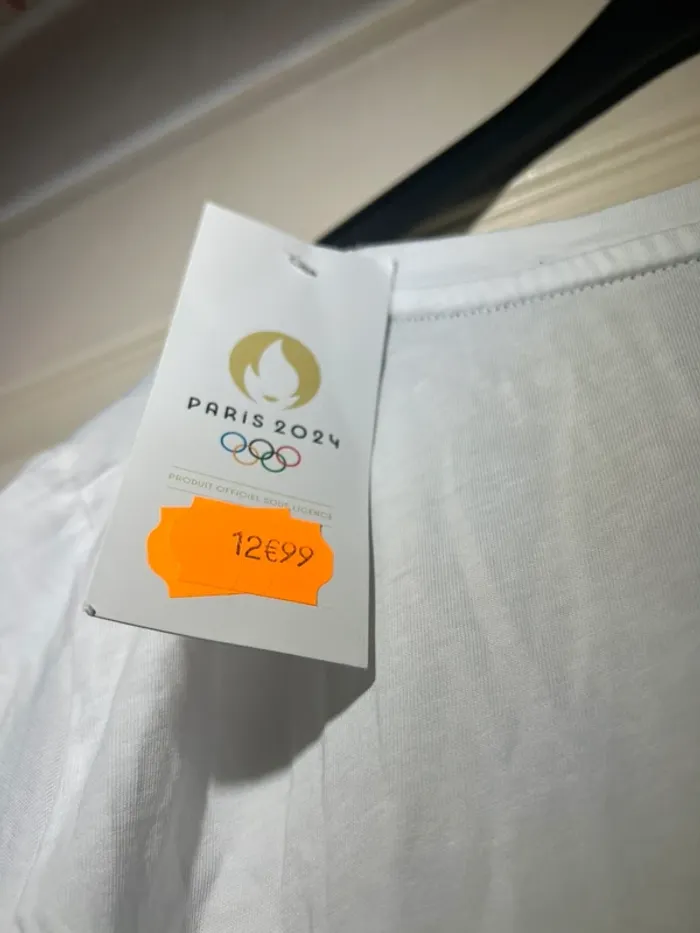 PARIS 2024
PRODUIT OFFICIEL SOUS LICENCE
12€99